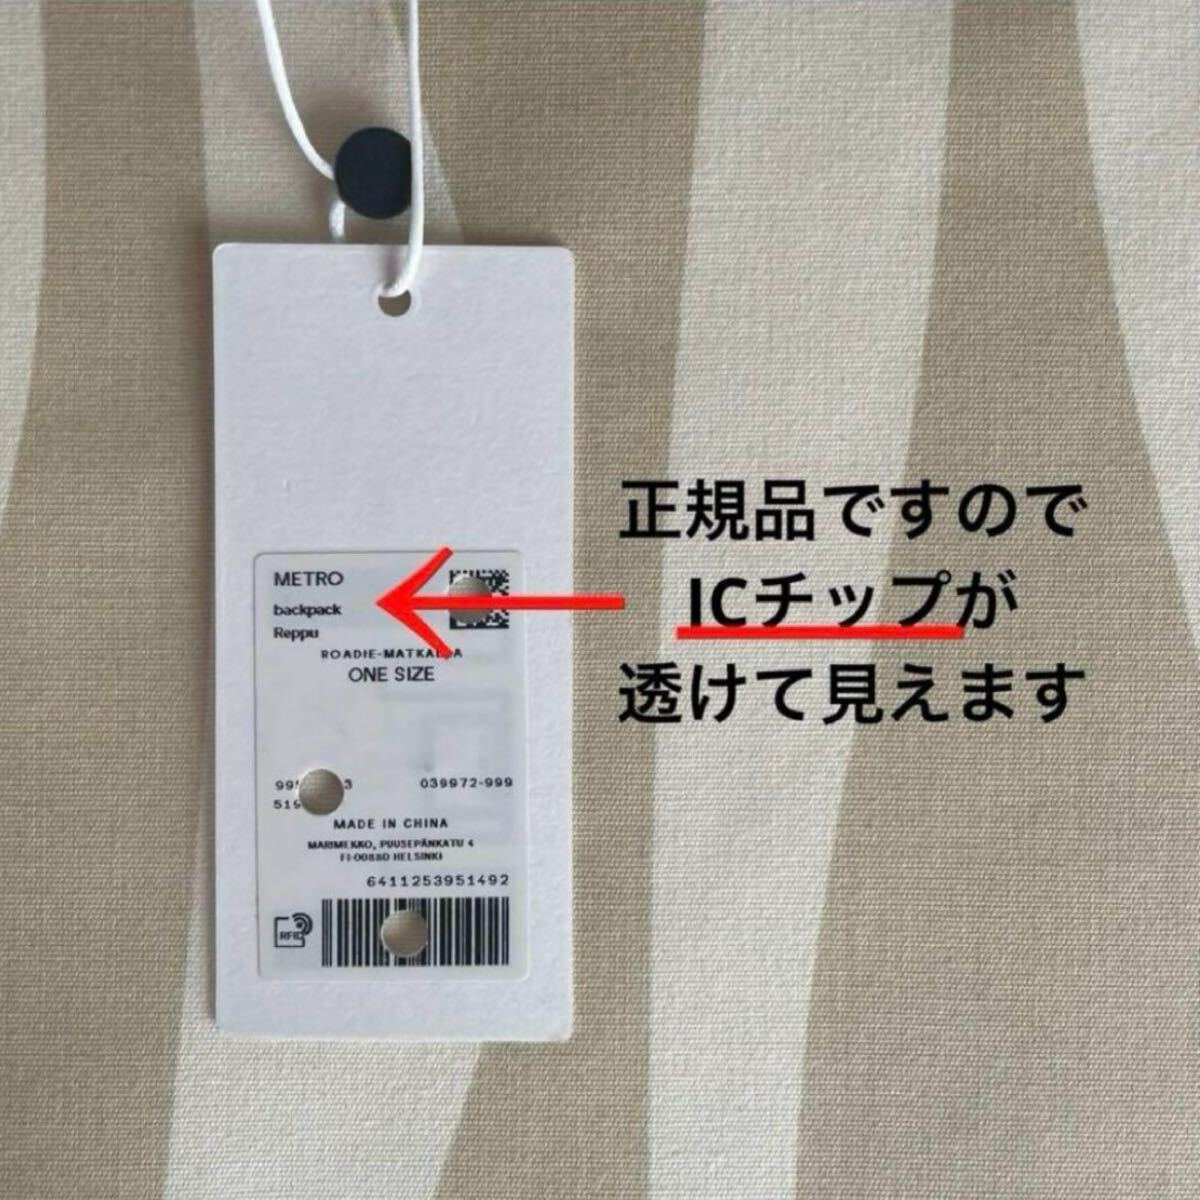 正規品ですので
ICチップが
透けて見えます
METRO
backpack
Reppu
ONE SIZE
039972-999
MADE IN CHINA
MARIMEKKO, PUUSEPÄNKATU 4
FI-00880 HELSINKI
6411253951492
RFID